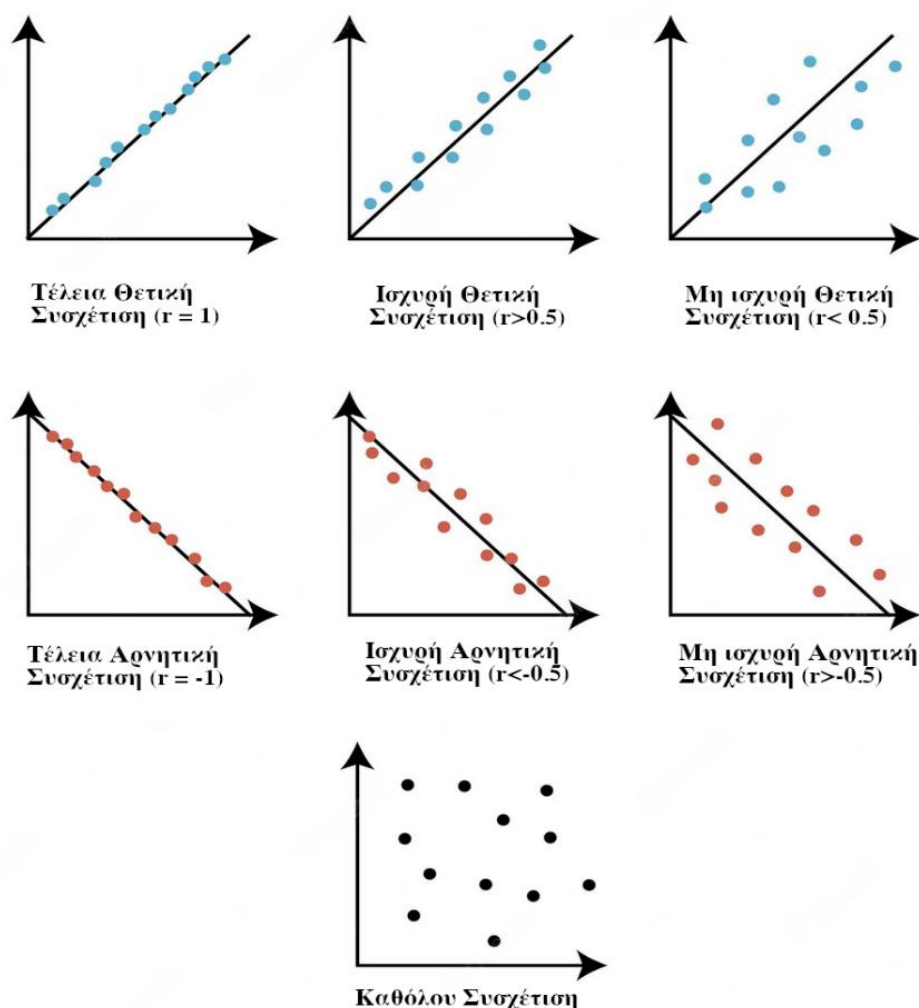 Τέλεια Θετική
Συσχέτιση (r = 1)
Ισχυρή Θετική
Συσχέτιση (r>0.5)
Μη ισχυρή Θετική
Συσχέτιση (r< 0.5)
Τέλεια Αρνητική
Συσχέτιση (r = -1)
Ισχυρή Αρνητική
Συσχέτιση (r<-0.5)
Μη ισχυρή Αρνητική
Συσχέτιση (r>-0.5)
Καθόλου Συσχέτιση